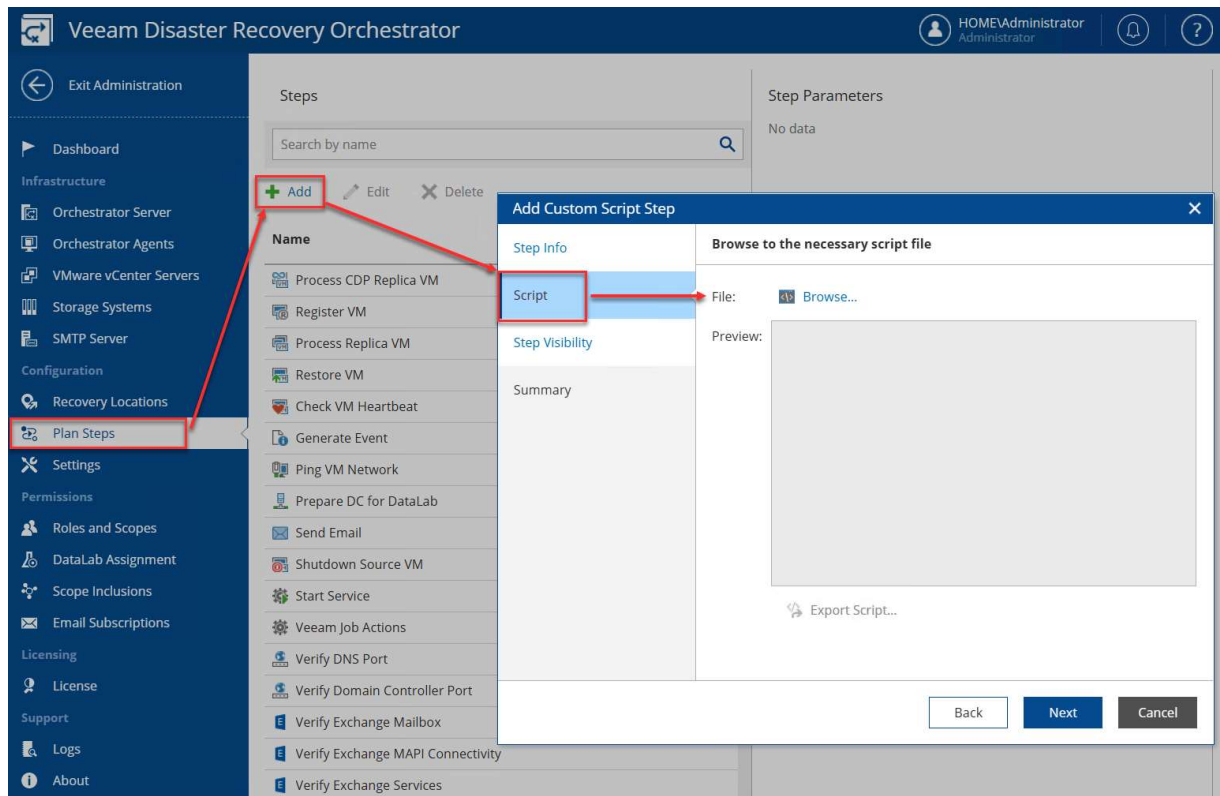 Veeam Disaster Recovery Orchestrator
HOME\Administrator
Administrator
?
Exit Administration
Dashboard
Infrastructure
Orchestrator Server
Orchestrator Agents
VMware vCenter Servers
Storage Systems
SMTP Server
Configuration
Recovery Locations
Plan Steps
Settings
Permissions
Roles and Scopes
DataLab Assignment
Scope Inclusions
Email Subscriptions
Licensing
License
Support
Logs
About
Steps
Search by name
Add Edit Delete
Name
Process CDP Replica VM
Register VM
Process Replica VM
Restore VM
Check VM Heartbeat
Generate Event
Ping VM Network
Prepare DC for DataLab
Send Email
Shutdown Source VM
Start Service
Veeam Job Actions
Verify DNS Port
Verify Domain Controller Port
Verify Exchange Mailbox
Verify Exchange MAPI Connectivity
Verify Exchange Services
Step Parameters
No data
Add Custom Script Step
Step Info
Script
Step Visibility
Summary
Browse to the necessary script file
File: Browse...
Preview:
Export Script...
Back Next Cancel